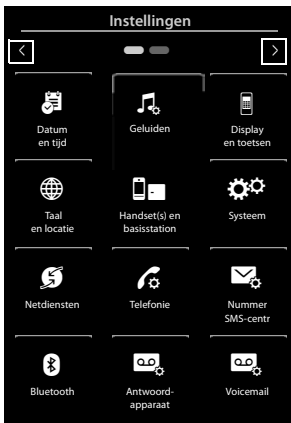 Instellingen
Datum
en tijd
Geluiden
Display
en toetsen
Taal
en locatie
Handset(s) en
basisstation
Systeem
Netdiensten
Telefonie
Nummer
SMS-centr
Bluetooth
Antwoord-
apparaat
Voicemail